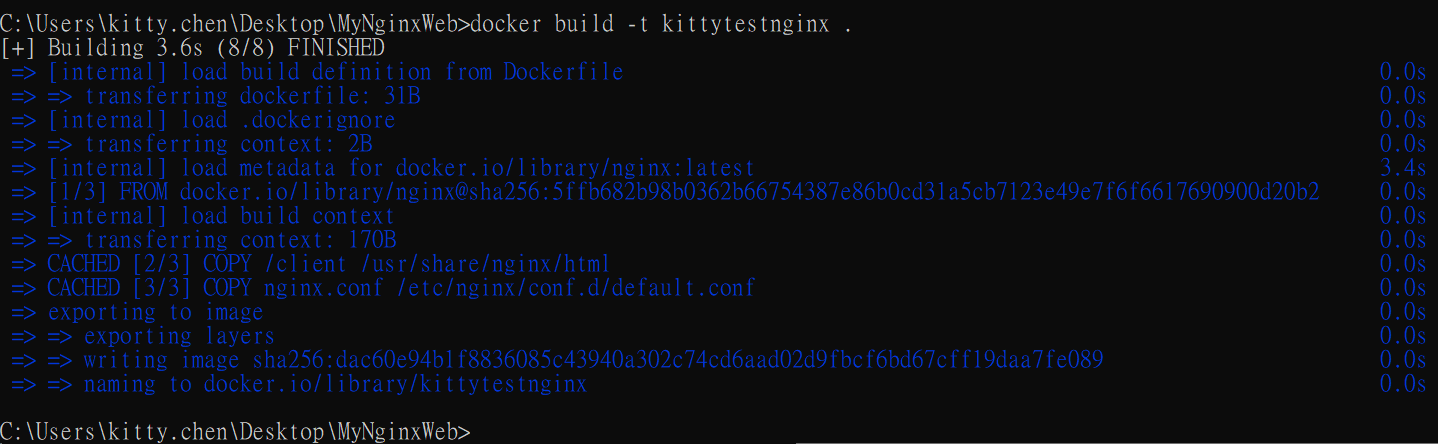 C:\Users\kitty.chen\Desktop\MyNginxWeb>docker build -t kittytestnginx .
[+] Building 3.6s (8/8) FINISHED
=> [internal] load build definition from Dockerfile 0.0s
=> => transferring dockerfile: 31B 0.0s
=> [internal] load .dockerignore 0.0s
=> => transferring context: 2B 0.0s
=> [internal] load metadata for docker.io/library/nginx:latest 3.4s
=> [1/3] FROM docker.io/library/nginx@sha256:5ffb682b98b0362b66754387e86b0cd31a5cb7123e49e7f6f6617690900d20b2 0.0s
=> [internal] load build context 0.0s
=> => transferring context: 170B 0.0s
=> CACHED [2/3] COPY /client /usr/share/nginx/html 0.0s
=> CACHED [3/3] COPY nginx.conf /etc/nginx/conf.d/default.conf 0.0s
=> exporting to image 0.0s
=> => exporting layers 0.0s
=> => writing image sha256:dac60e94b1f8836085c43940a302c74cd6aad02d9fbcf6bd67cff19daa7fe089 0.0s
=> => naming to docker.io/library/kittytestnginx 0.0s
C:\Users\kitty.chen\Desktop\MyNginxWeb>